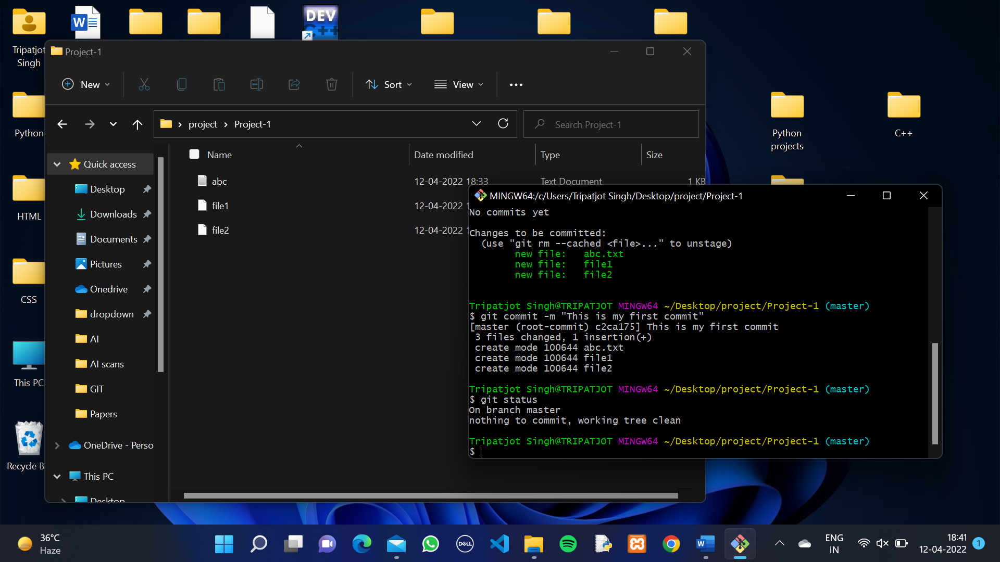 Tripatjot
Singh
DEV
C++
Project-1
New
Sort
View
project
Project-1
Search Project-1
Name
Date modified
Type
Size
Quick access
Desktop
Downloads
Documents
Pictures
Onedrive
dropdown
AI
AI scans
GIT
Papers
OneDrive - Perso
This PC
Desktop
abc
12-04-2022 18:33
Text Document
1 KB
file1
12-04-2022 1
file2
12-04-2022 1
Python
HTML
CSS
This PC
Recycle Bi
Python
projects
C++
MINGW64:/c/Users/Tripatjot Singh/Desktop/project/Project-1
No commits yet
Changes to be committed:
(use "git rm --cached <file>..." to unstage)
new file:   abc.txt
new file:   file1
new file:   file2
Tripatjot Singh@TRIPATJOT MINGW64 ~/Desktop/project/Project-1 (master)
$ git commit -m "This is my first commit"
[master (root-commit) c2ca175] This is my first commit
3 files changed, 1 insertion(+)
create mode 100644 abc.txt
create mode 100644 file1
create mode 100644 file2
Tripatjot Singh@TRIPATJOT MINGW64 ~/Desktop/project/Project-1 (master)
$ git status
On branch master
nothing to commit, working tree clean
Tripatjot Singh@TRIPATJOT MINGW64 ~/Desktop/project/Project-1 (master)
$
36°C
Haze
DELL
W
ENG
IN
18:41
12-04-2022
1